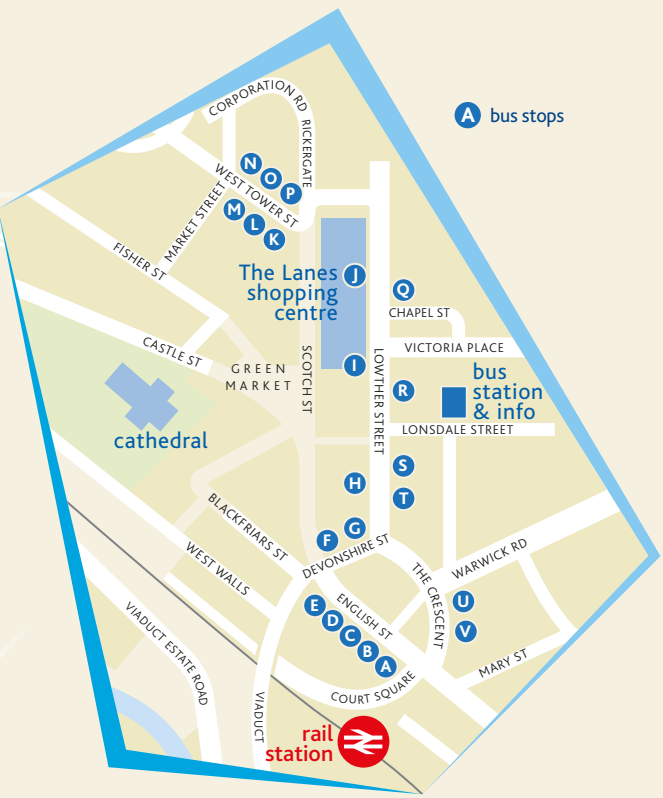 A bus stops
CORPORATION RD
RICKERGATE
N
O
P
WEST TOWER ST
M
L
K
MARKET STREET
FISHER ST
The Lanes
shopping
centre
J
Q
CHAPEL ST
CASTLE ST
VICTORIA PLACE
GREEN
MARKET
SCOTCH ST
I
LOWTHER STREET
R
bus
station
& info
cathedral
LONSDALE STREET
S
H
T
BLACKFRIARS ST
G
F
DEVONSHIRE ST
WEST WALLS
THE CRESCENT
WARWICK RD
E
D
C
B
A
ENGLISH ST
U
V
VIADUCT ESTATE ROAD
MARY ST
COURT SQUARE
VIADUCT
rail
station